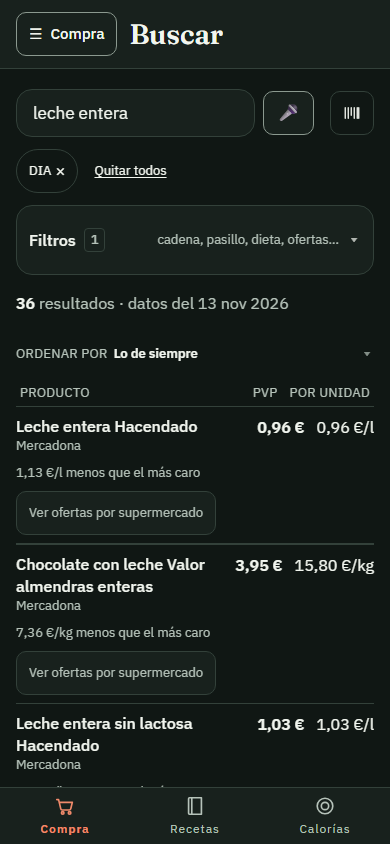 ☰ Compra Buscar
leche entera
DIA ×
Quitar todos
Filtros 1 cadena, pasillo, dieta, ofertas...
36 resultados · datos del 13 nov 2026
ORDENAR POR Lo de siempre
PRODUCTO PVP POR UNIDAD
Leche entera Hacendado 0,96 € 0,96 €/l
Mercadona
1,13 €/l menos que el más caro
Ver ofertas por supermercado
Chocolate con leche Valor 3,95 € 15,80 €/kg
almendras enteras
Mercadona
7,36 €/kg menos que el más caro
Ver ofertas por supermercado
Leche entera sin lactosa 1,03 € 1,03 €/l
Hacendado
Mercadona
Compra Recetas Calorías